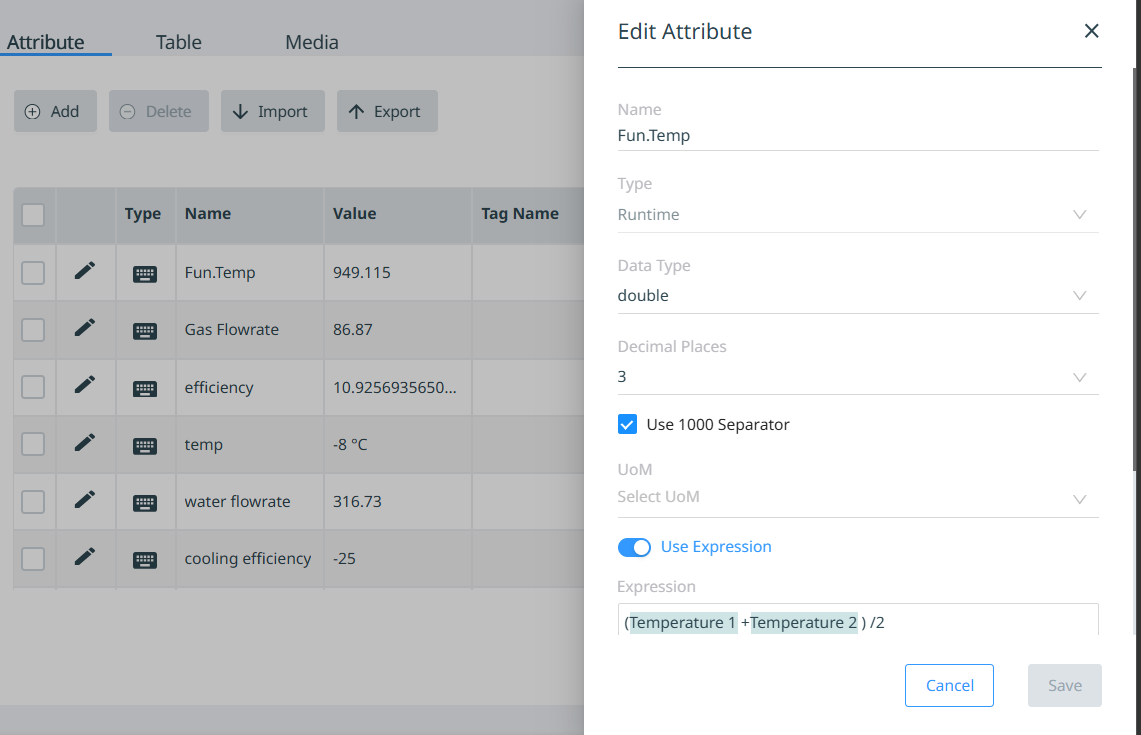 Attribute Table Media
Add Delete Import Export
Type Name Value Tag Name
Fun.Temp 949.115
Gas Flowrate 86.87
efficiency 10.9256935650...
temp -8 °C
water flowrate 316.73
cooling efficiency -25
Edit Attribute
Name
Fun.Temp
Type
Runtime
Data Type
double
Decimal Places
3
Use 1000 Separator
UoM
Select UoM
Use Expression
Expression
(Temperature 1 +Temperature 2 ) /2
Cancel Save